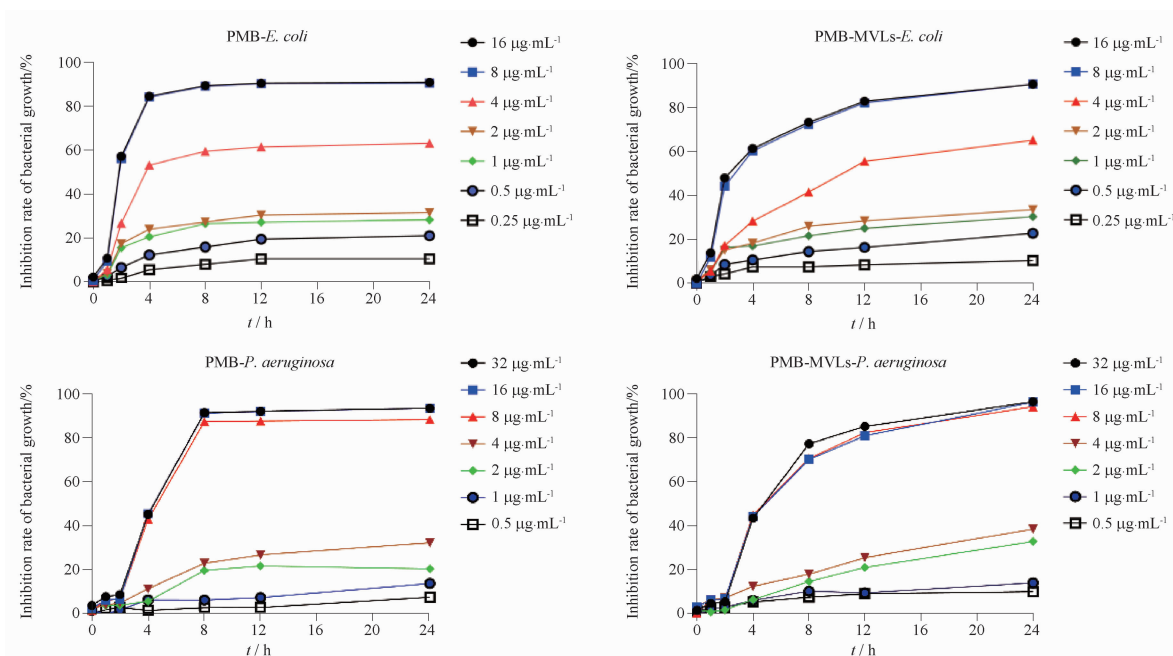 PMB-E. coli
Inhibition rate of bacterial growth/%
100
80
60
40
20
0
0 4 8 12 16 20 24
t / h
16 μg·mL⁻¹
8 μg·mL⁻¹
4 μg·mL⁻¹
2 μg·mL⁻¹
1 μg·mL⁻¹
0.5 μg·mL⁻¹
0.25 μg·mL⁻¹
PMB-MVLs-E. coli
Inhibition rate of bacterial growth/%
100
80
60
40
20
0
0 4 8 12 16 20 24
t / h
16 μg·mL⁻¹
8 μg·mL⁻¹
4 μg·mL⁻¹
2 μg·mL⁻¹
1 μg·mL⁻¹
0.5 μg·mL⁻¹
0.25 μg·mL⁻¹
PMB-P. aeruginosa
Inhibition rate of bacterial growth/%
100
80
60
40
20
0
0 4 8 12 16 20 24
t / h
32 μg·mL⁻¹
16 μg·mL⁻¹
8 μg·mL⁻¹
4 μg·mL⁻¹
2 μg·mL⁻¹
1 μg·mL⁻¹
0.5 μg·mL⁻¹
PMB-MVLs-P. aeruginosa
Inhibition rate of bacterial growth/%
100
80
60
40
20
0
0 4 8 12 16 20 24
t / h
32 μg·mL⁻¹
16 μg·mL⁻¹
8 μg·mL⁻¹
4 μg·mL⁻¹
2 μg·mL⁻¹
1 μg·mL⁻¹
0.5 μg·mL⁻¹